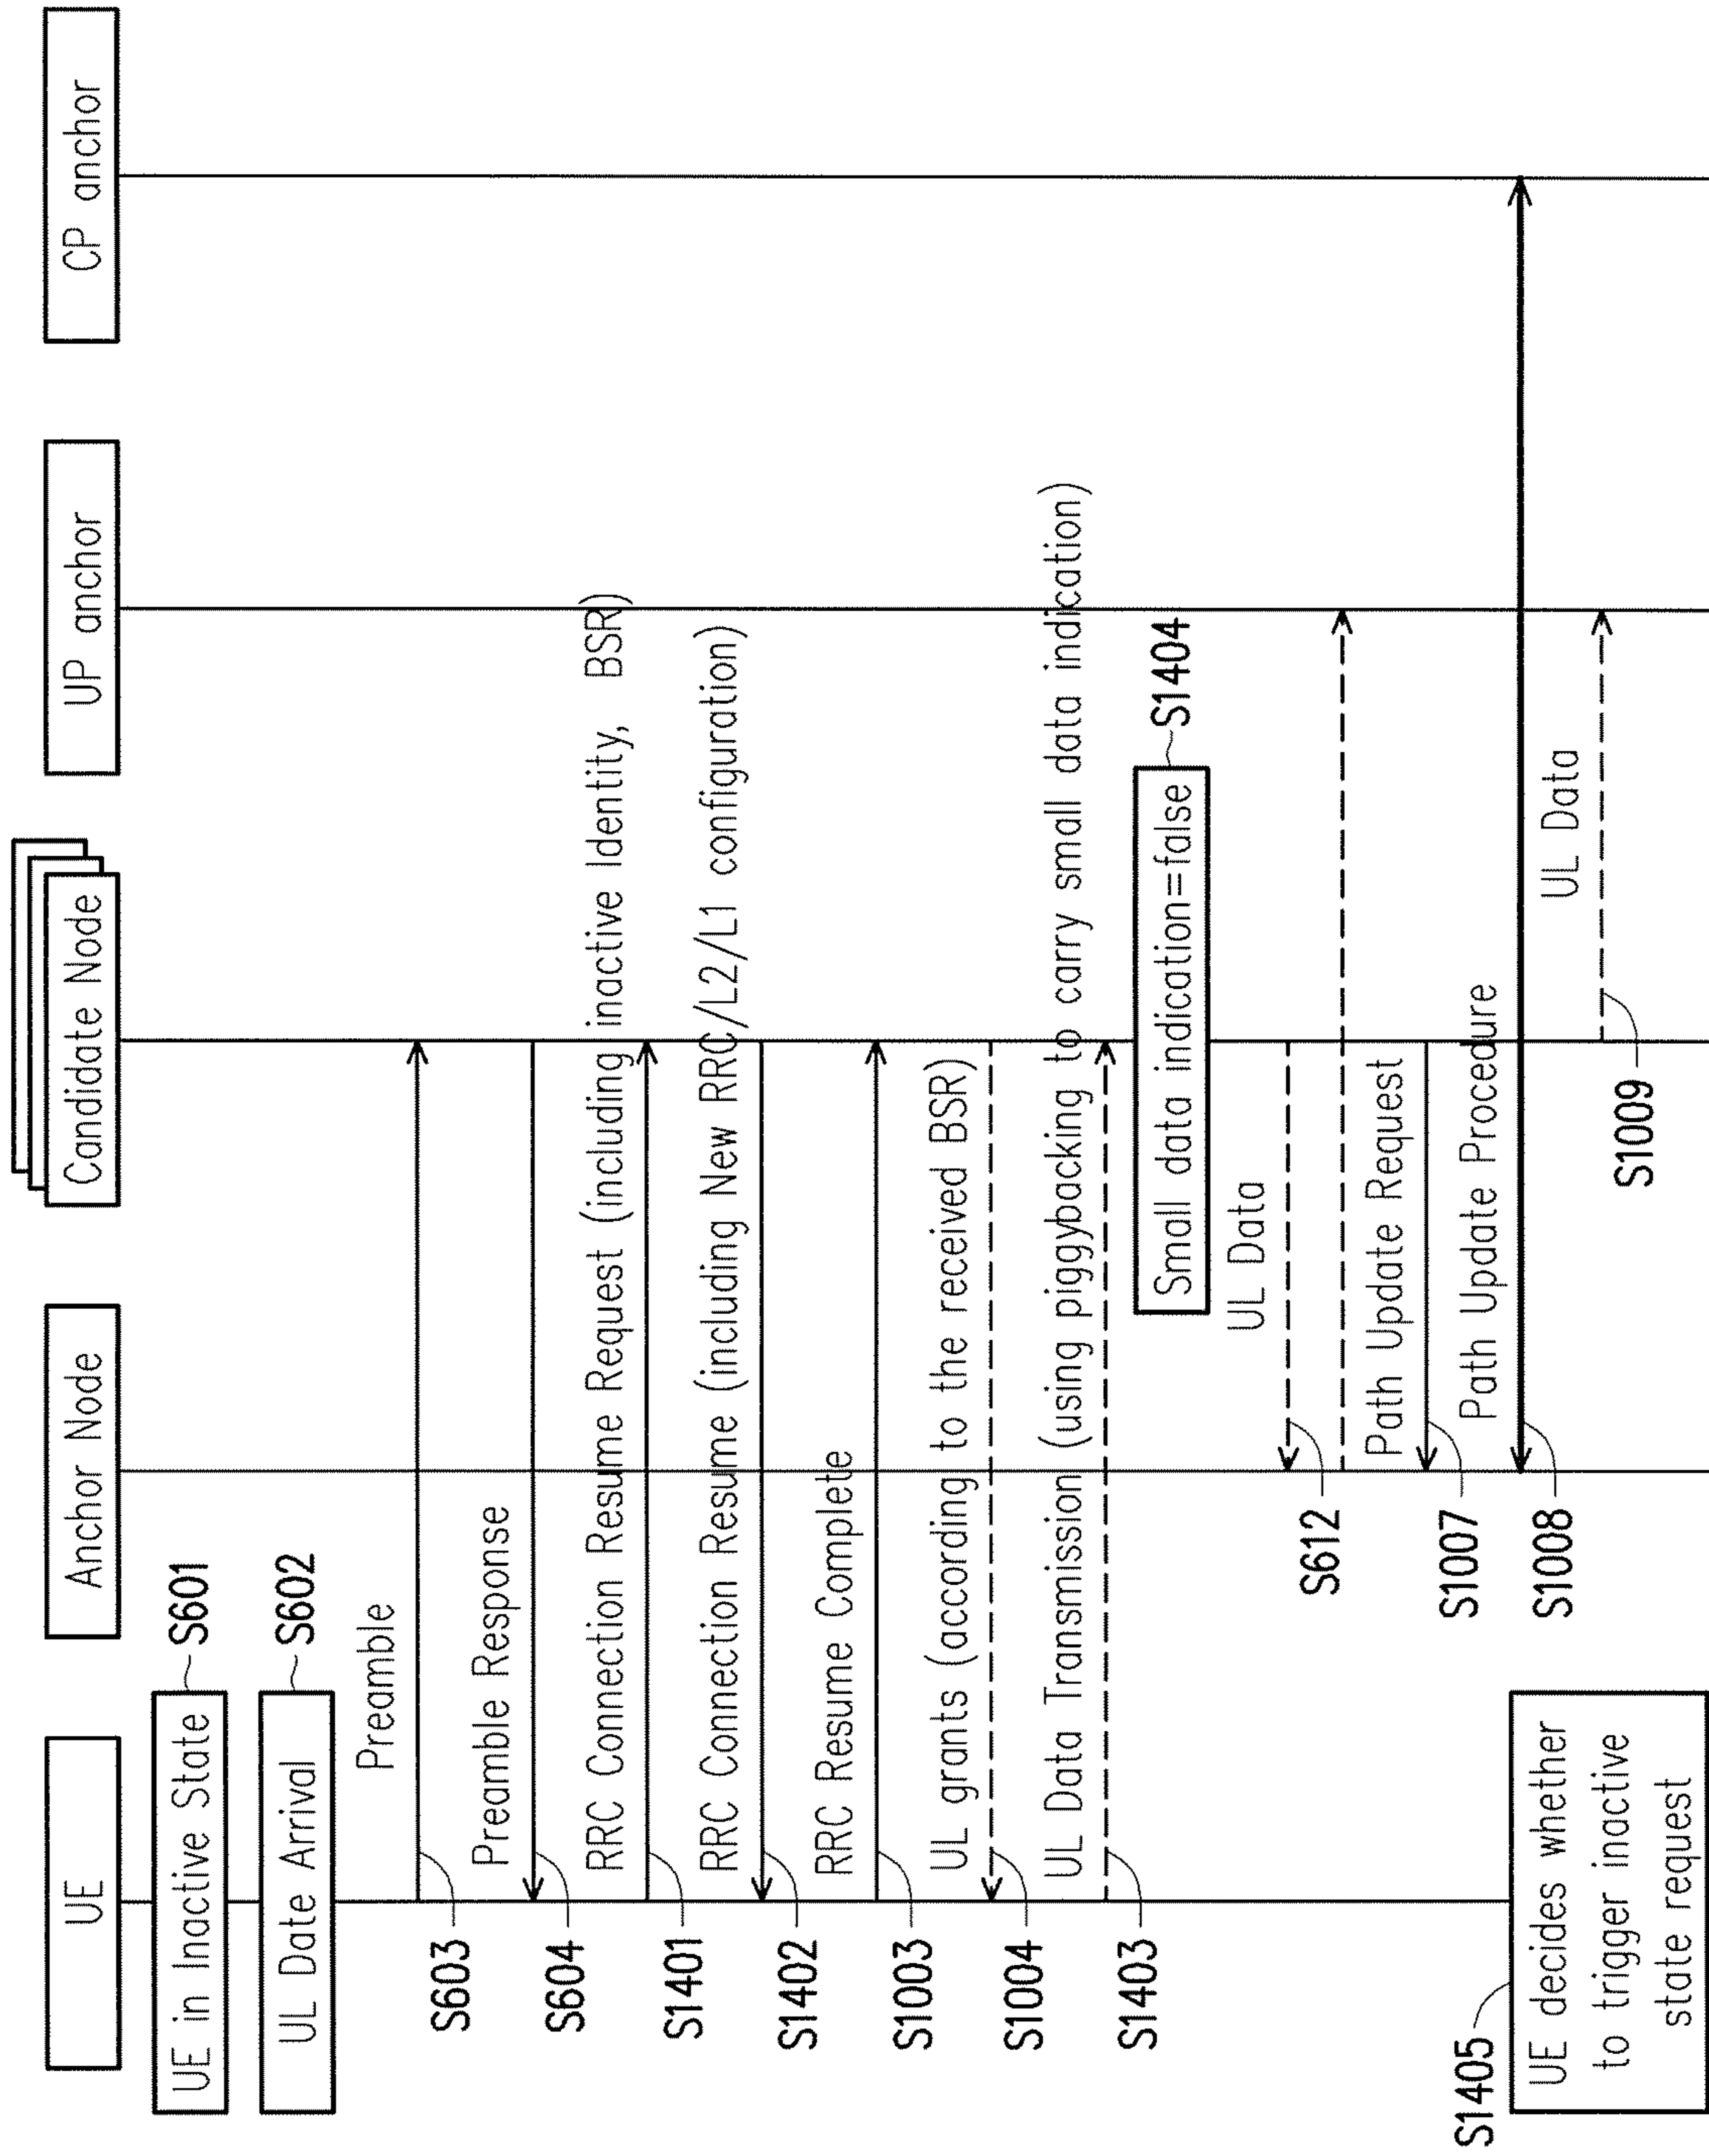 UE
Anchor Node
Candidate Node
UP anchor
CP anchor
UE in Inactive State
S601
UL Date Arrival
S602
Preamble
S603
Preamble Response
S604
RRC Connection Resume Request (including inactive Identity, BSR)
S1401
RRC Connection Resume (including New RRC/L2/L1 configuration)
S1402
RRC Resume Complete
S1003
UL grants (according to the received BSR)
S1004
UL Data Transmission (using piggybacking to carry small data indication)
S1403
Small data indication=false
S1404
UL Data
S612
Path Update Request
S1007
Path Update Procedure
S1008
UL Data
S1009
S1405
UE decides whether
to trigger inactive
state request